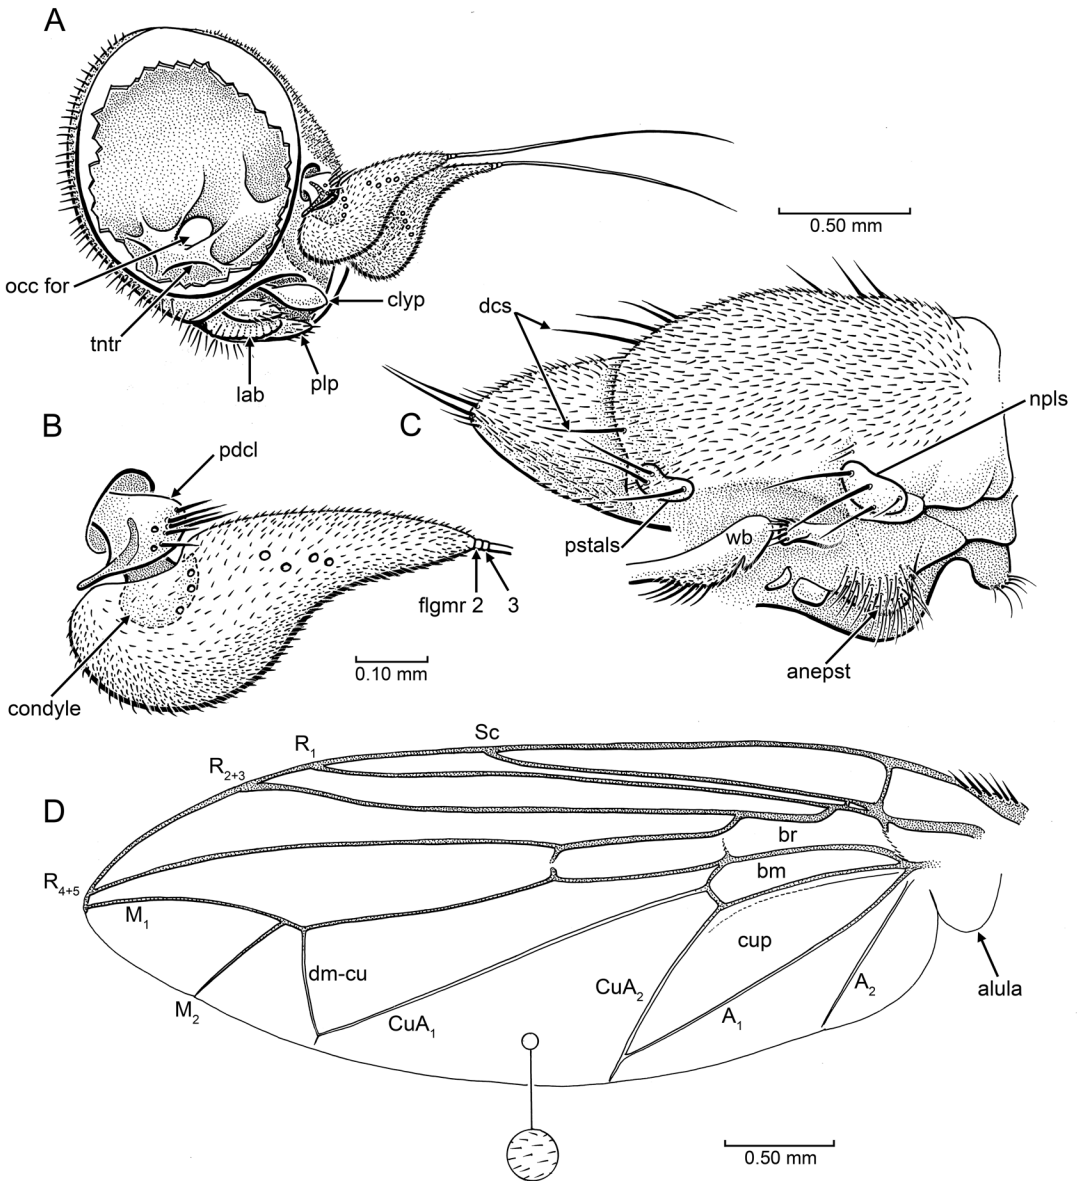 A
0.50 mm
occ for
clyp
tntr
lab
plp
dcs
npls
B
C
pdcl
pstals
wb
flgmr 2
3
0.10 mm
anepst
condyle
Sc
R1
R2+3
D
br
bm
R4+5
M1
cup
dm-cu
CuA2
A2
alula
M2
CuA1
A1
0.50 mm